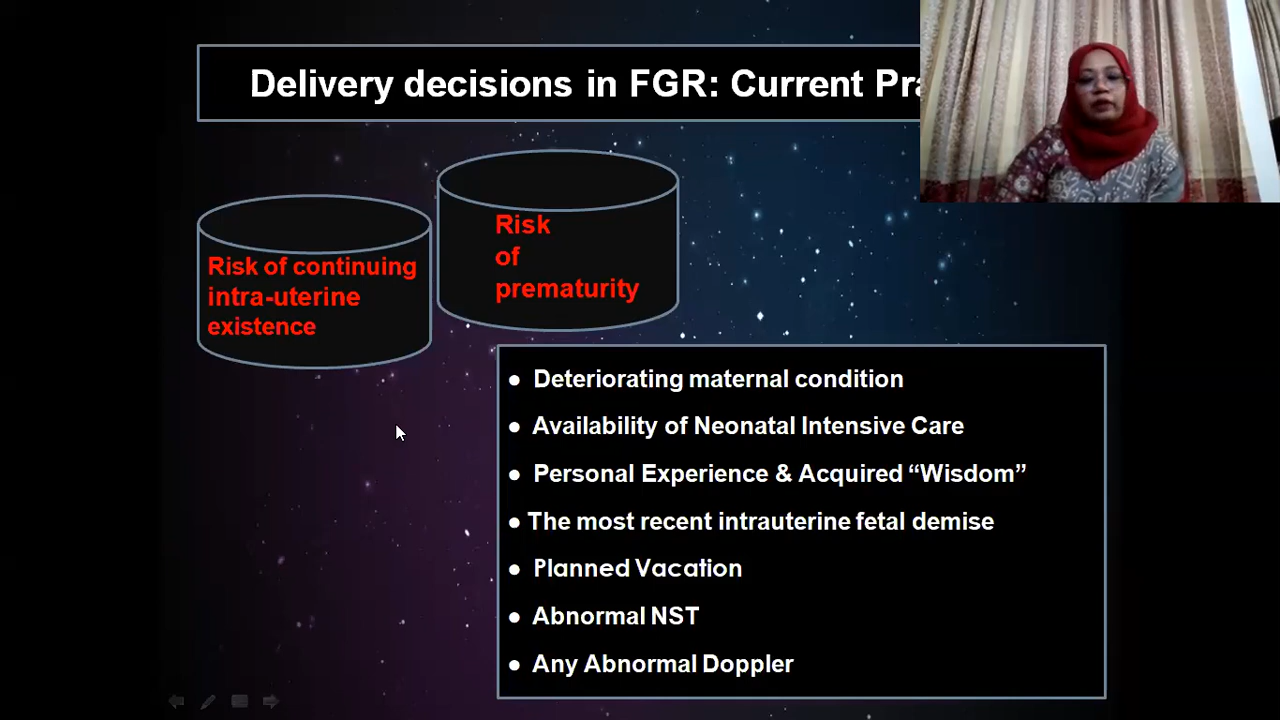 Delivery decisions in FGR: Current
Risk of continuing
intra-uterine
existence
Risk
of
prematurity
● Deteriorating maternal condition
● Availability of Neonatal Intensive Care
● Personal Experience & Acquired “Wisdom”
● The most recent intrauterine fetal demise
● Planned Vacation
● Abnormal NST
● Any Abnormal Doppler